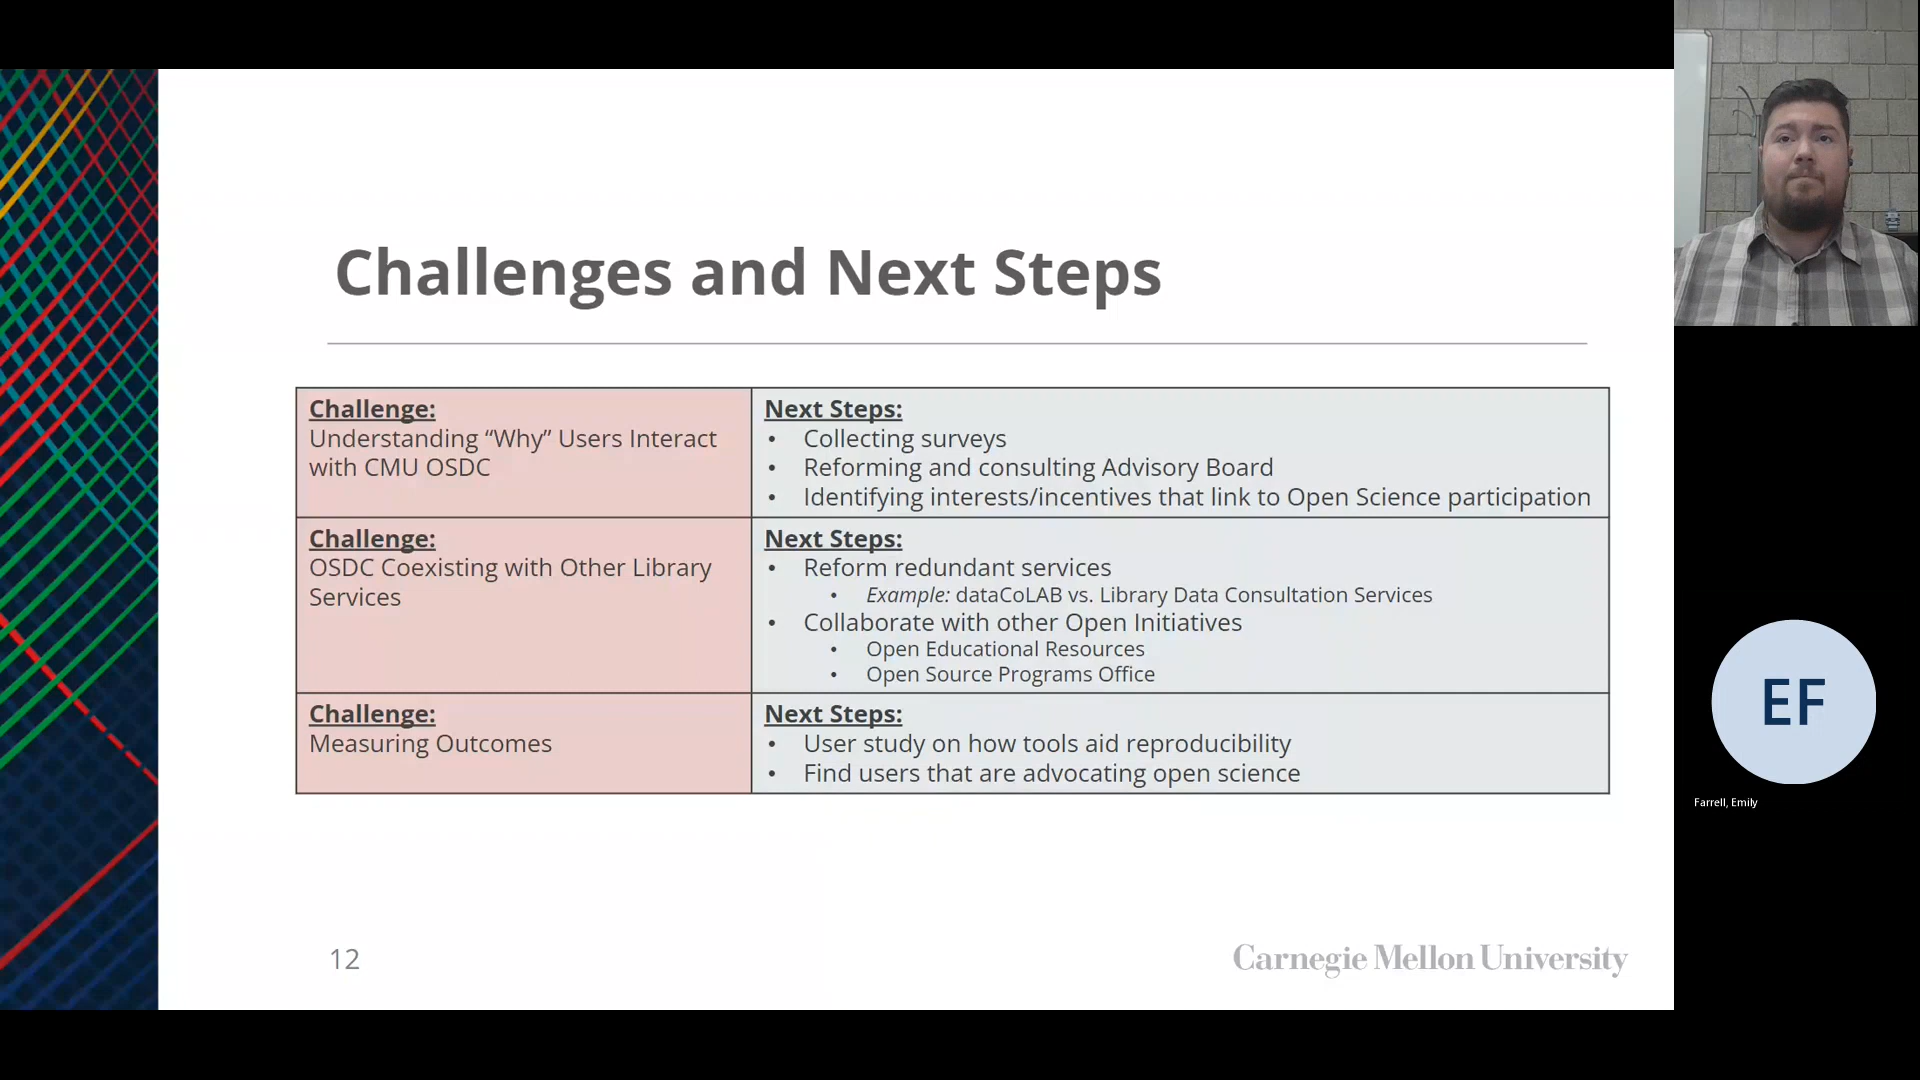 Challenges and Next Steps
Challenge:
Understanding “Why” Users Interact
with CMU OSDC
Next Steps:
• Collecting surveys
• Reforming and consulting Advisory Board
• Identifying interests/incentives that link to Open Science participation
Challenge:
OSDC Coexisting with Other Library
Services
Next Steps:
• Reform redundant services
• Example: dataCoLAB vs. Library Data Consultation Services
• Collaborate with other Open Initiatives
• Open Educational Resources
• Open Source Programs Office
Challenge:
Measuring Outcomes
Next Steps:
• User study on how tools aid reproducibility
• Find users that are advocating open science
12
Carnegie Mellon University
EF
Farrell, Emily